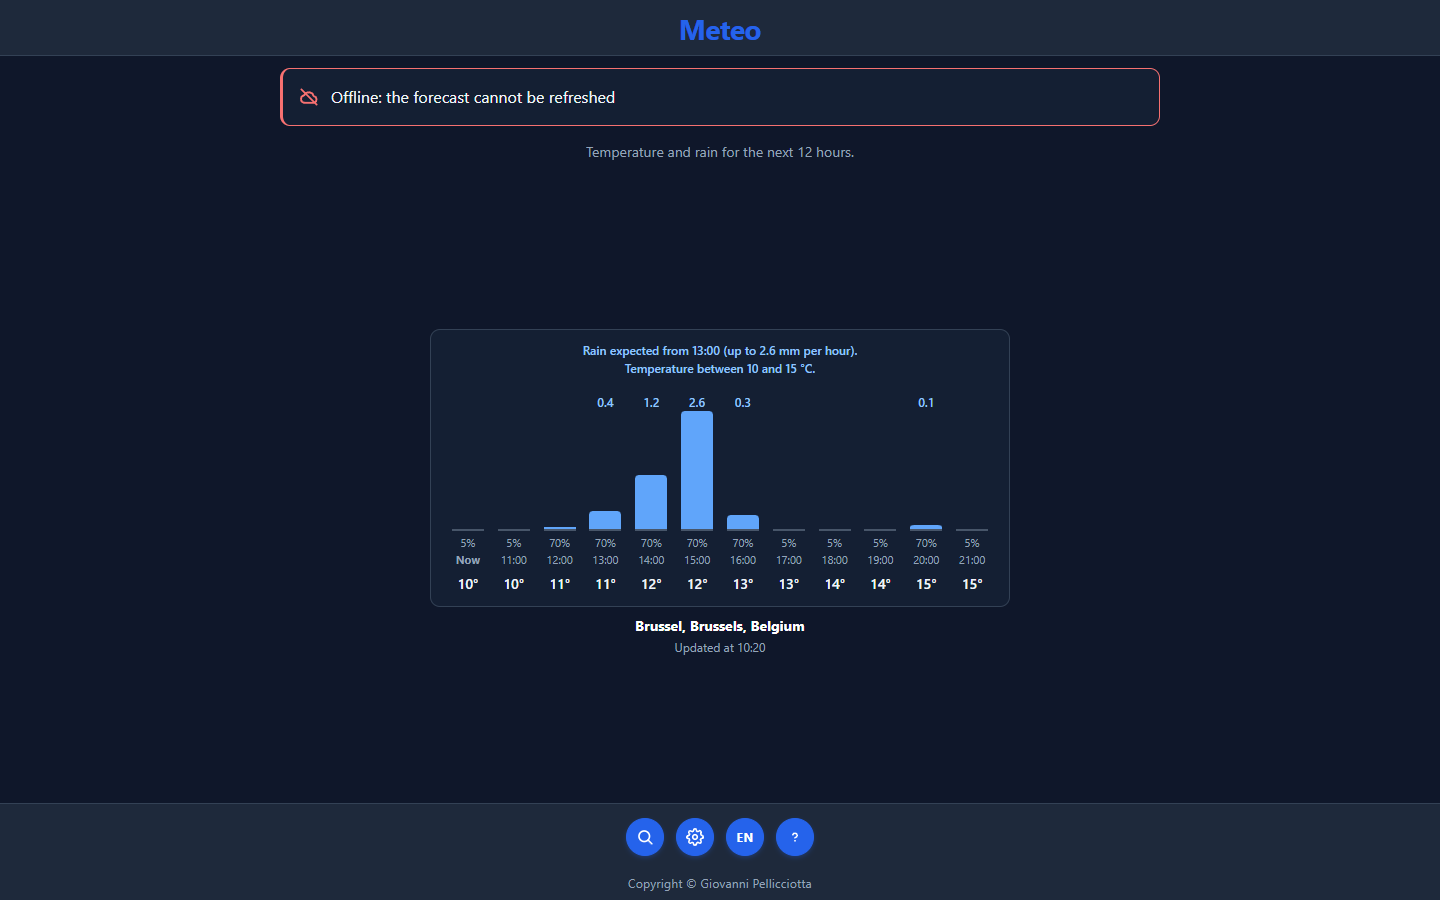 Meteo
Offline: the forecast cannot be refreshed
Temperature and rain for the next 12 hours.
Rain expected from 13:00 (up to 2.6 mm per hour).
Temperature between 10 and 15 °C.
0.4 1.2 2.6 0.3 0.1
5% 5% 70% 70% 70% 70% 70% 5% 5% 5% 70% 5%
Now 11:00 12:00 13:00 14:00 15:00 16:00 17:00 18:00 19:00 20:00 21:00
10° 10° 11° 11° 12° 12° 13° 13° 14° 14° 15° 15°
Brussel, Brussels, Belgium
Updated at 10:20
EN ?
Copyright © Giovanni Pellicciotta